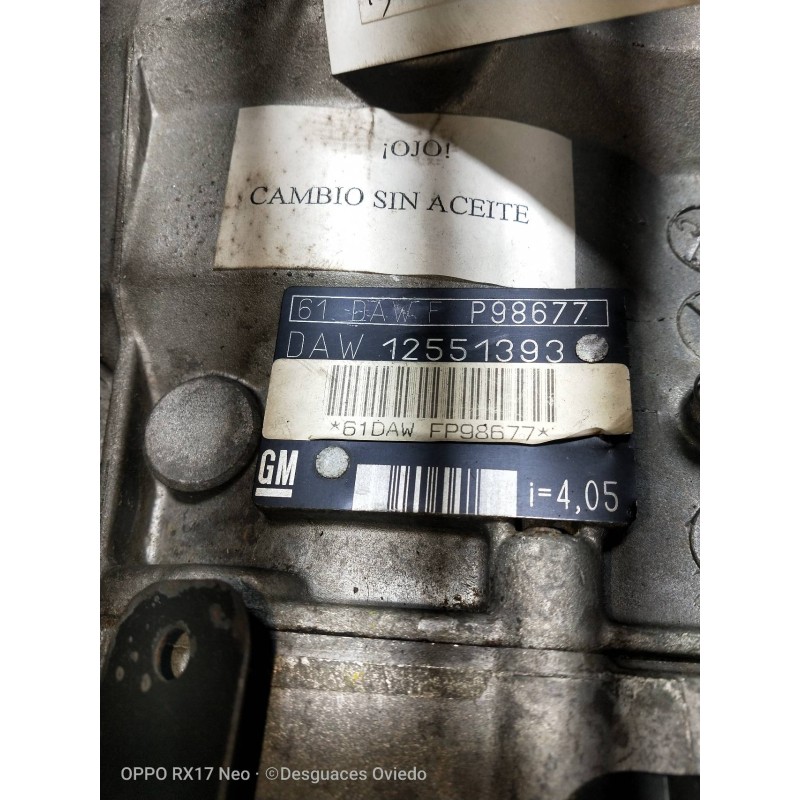 ¡OJO!
CAMBIO SIN ACEITE
61 DAW F P98677
DAW 12551393
*61DAW FP98677*
GM
i=4,05
OPPO RX17 Neo · ©Desguaces Oviedo